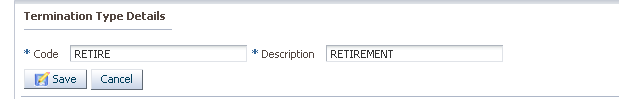 Termination Type Details
* Code RETIRE * Description RETIREMENT
Save Cancel